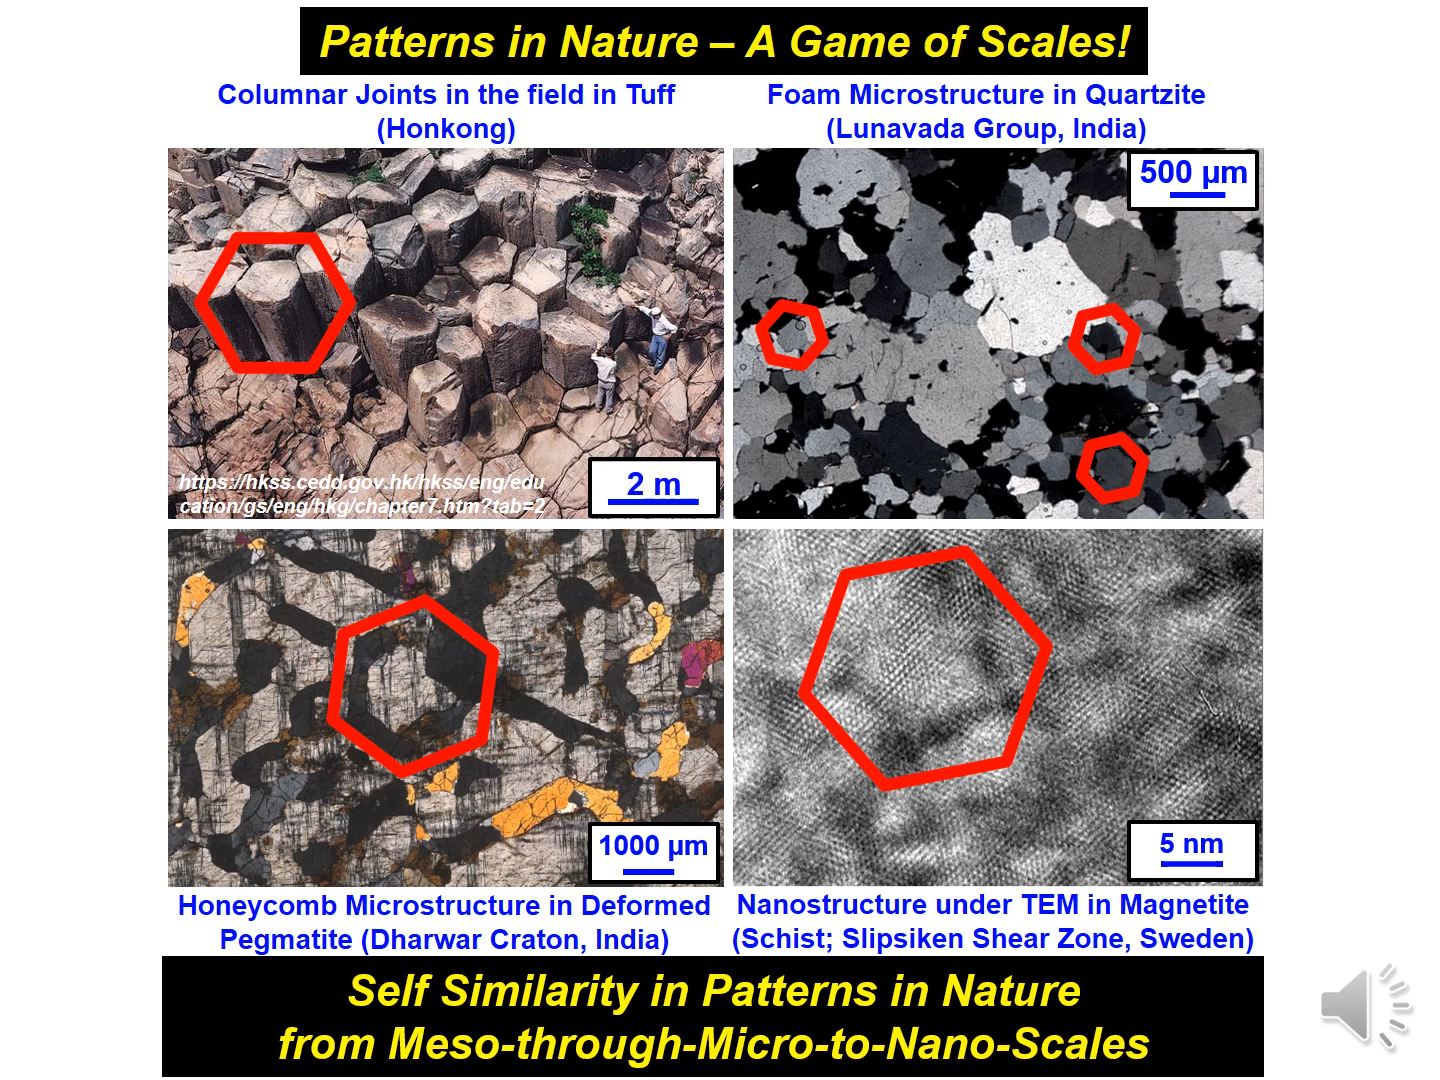 Patterns in Nature – A Game of Scales!
Columnar Joints in the field in Tuff
(Honkong)
Foam Microstructure in Quartzite
(Lunavada Group, India)
500 µm
https://hkss.cedd.gov.hk/hkss/eng/edu
cation/gs/eng/hkg/chapter7.htm?tab=2
2 m
1000 µm
5 nm
Honeycomb Microstructure in Deformed
Pegmatite (Dharwar Craton, India)
Nanostructure under TEM in Magnetite
(Schist; Slipsiken Shear Zone, Sweden)
Self Similarity in Patterns in Nature
from Meso-through-Micro-to-Nano-Scales